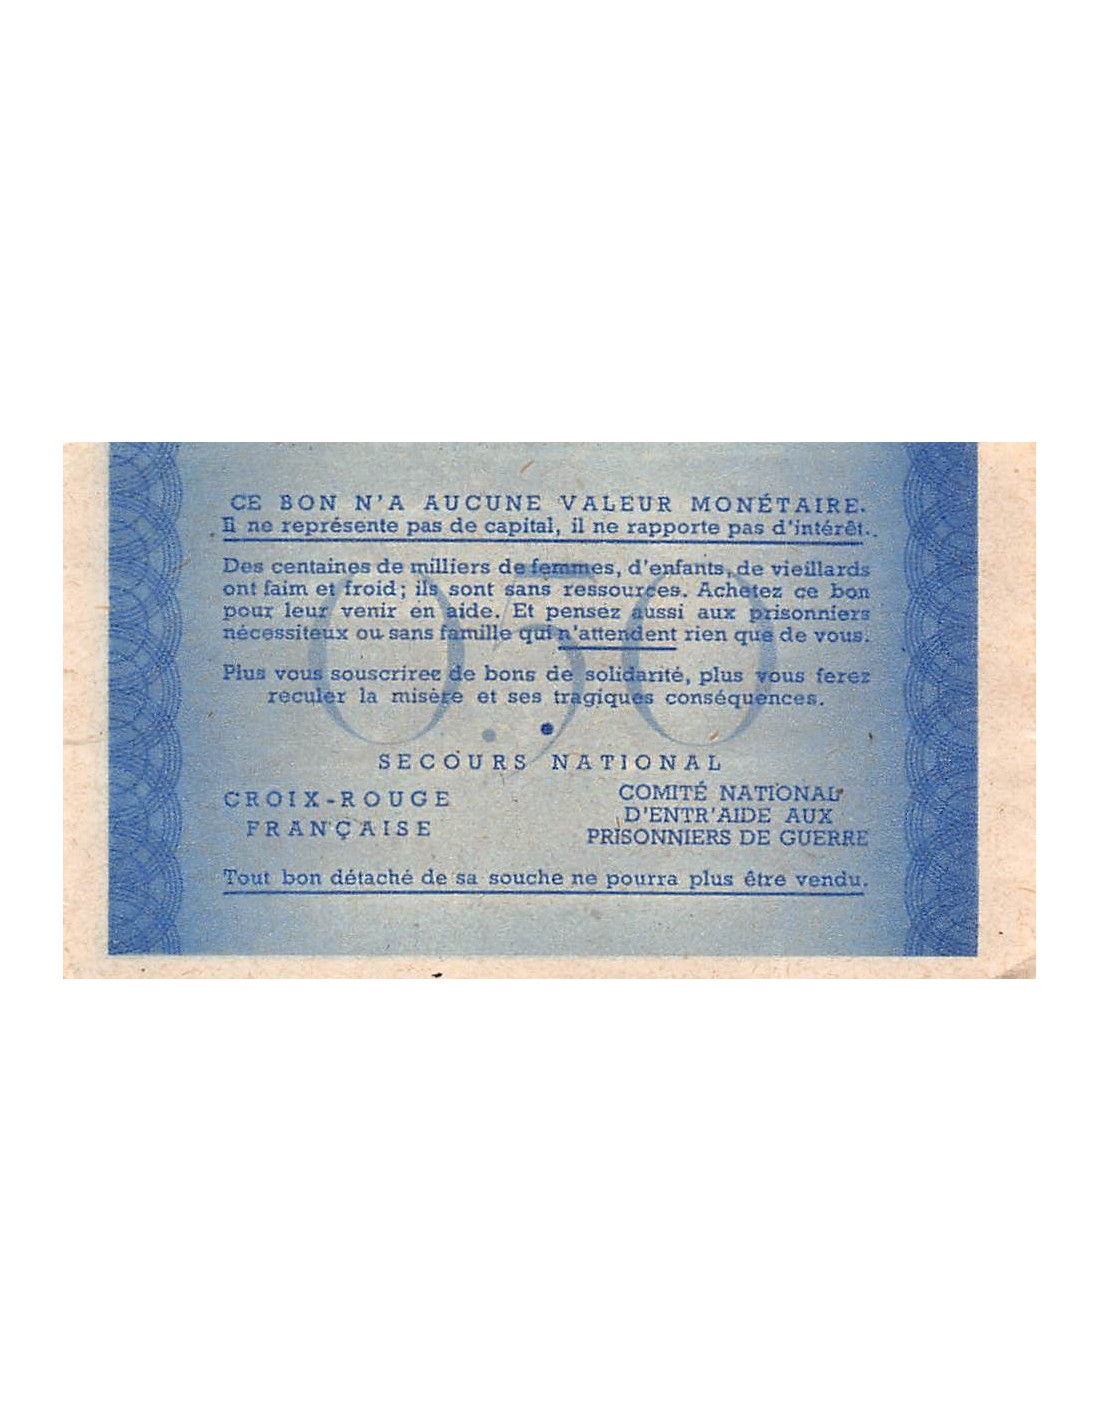 CE BON N'A AUCUNE VALEUR MONÉTAIRE.
Il ne représente pas de capital, il ne rapporte pas d'intérêt.
Des centaines de milliers de femmes, d'enfants, de vieillards
ont faim et froid ; ils sont sans ressources. Achetez ce bon
pour leur venir en aide. Et pensez aussi aux prisonniers
nécessiteux ou sans famille qui n'attendent rien que de vous.
Plus vous souscrirez de bons de solidarité, plus vous ferez
reculer la misère et ses tragiques conséquences.
0.50
SECOURS NATIONAL
CROIX-ROUGE
FRANÇAISE
COMITÉ NATIONAL
D'ENTR'AIDE AUX
PRISONNIERS DE GUERRE
Tout bon détaché de sa souche ne pourra plus être vendu.